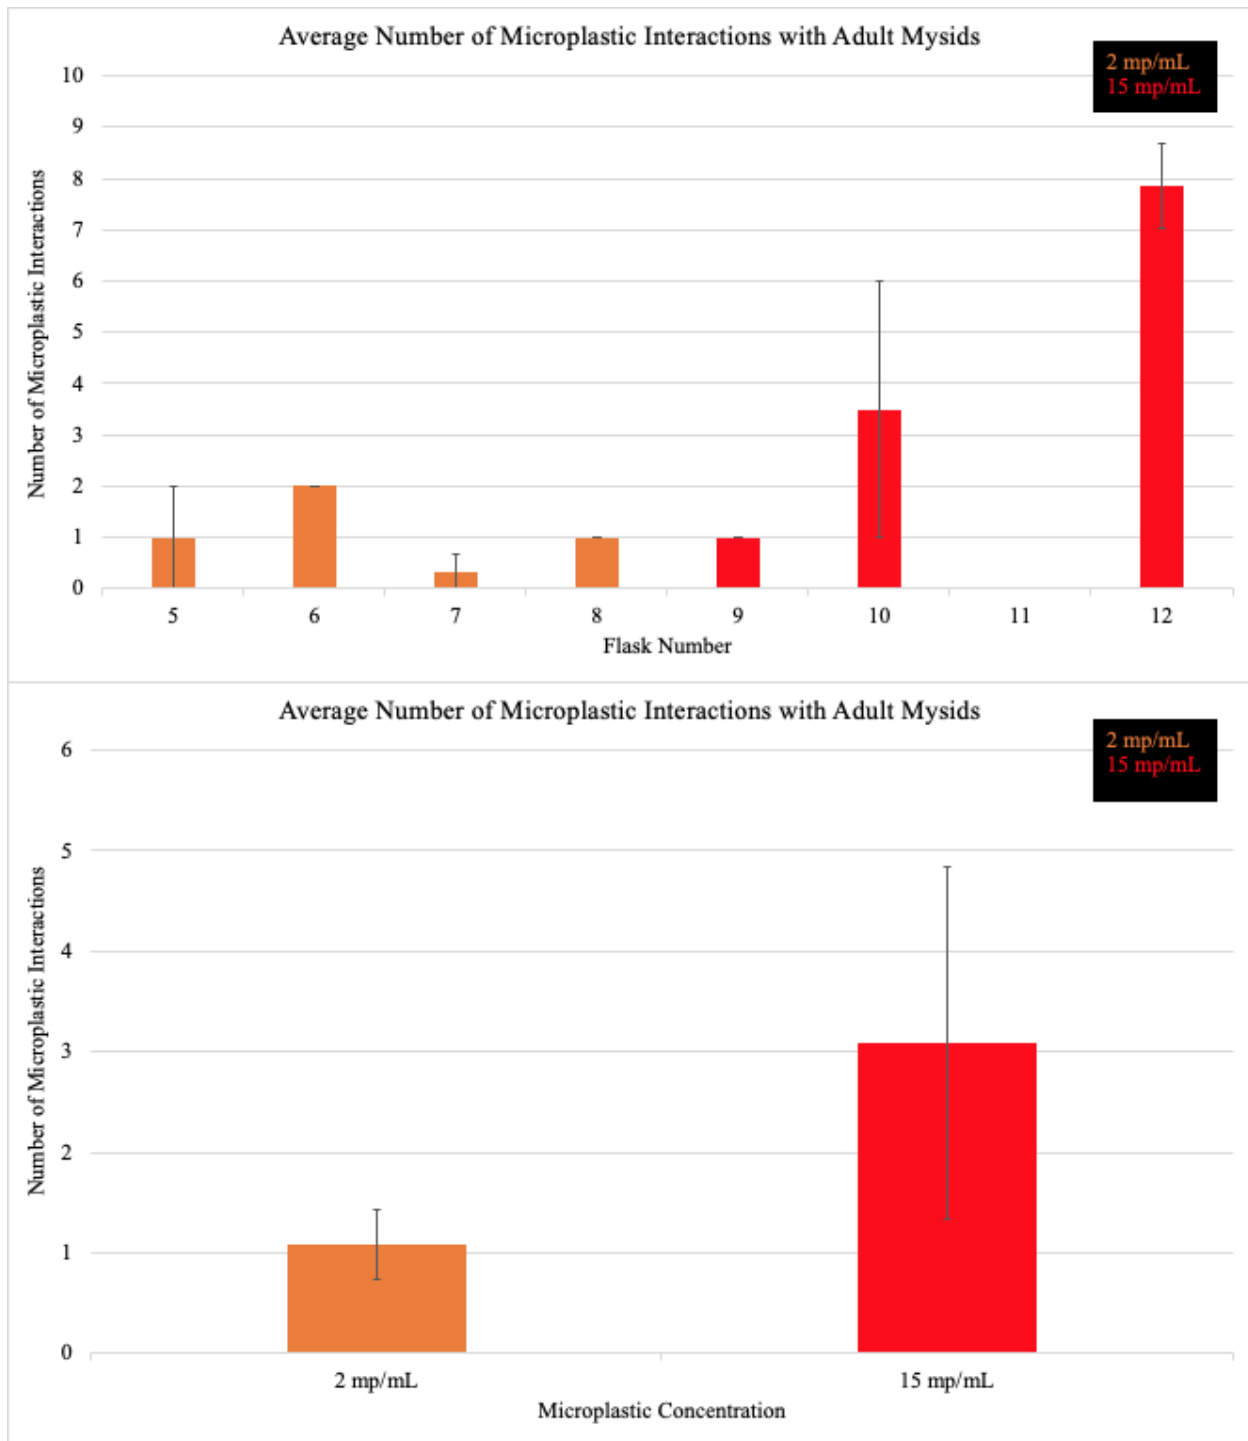 Average Number of Microplastic Interactions with Adult Mysids
2 mp/mL
15 mp/mL
Number of Microplastic Interactions
10
9
8
7
6
5
4
3
2
1
0
5 6 7 8 9 10 11 12
Flask Number
Average Number of Microplastic Interactions with Adult Mysids
2 mp/mL
15 mp/mL
Number of Microplastic Interactions
6
5
4
3
2
1
0
2 mp/mL 15 mp/mL
Microplastic Concentration